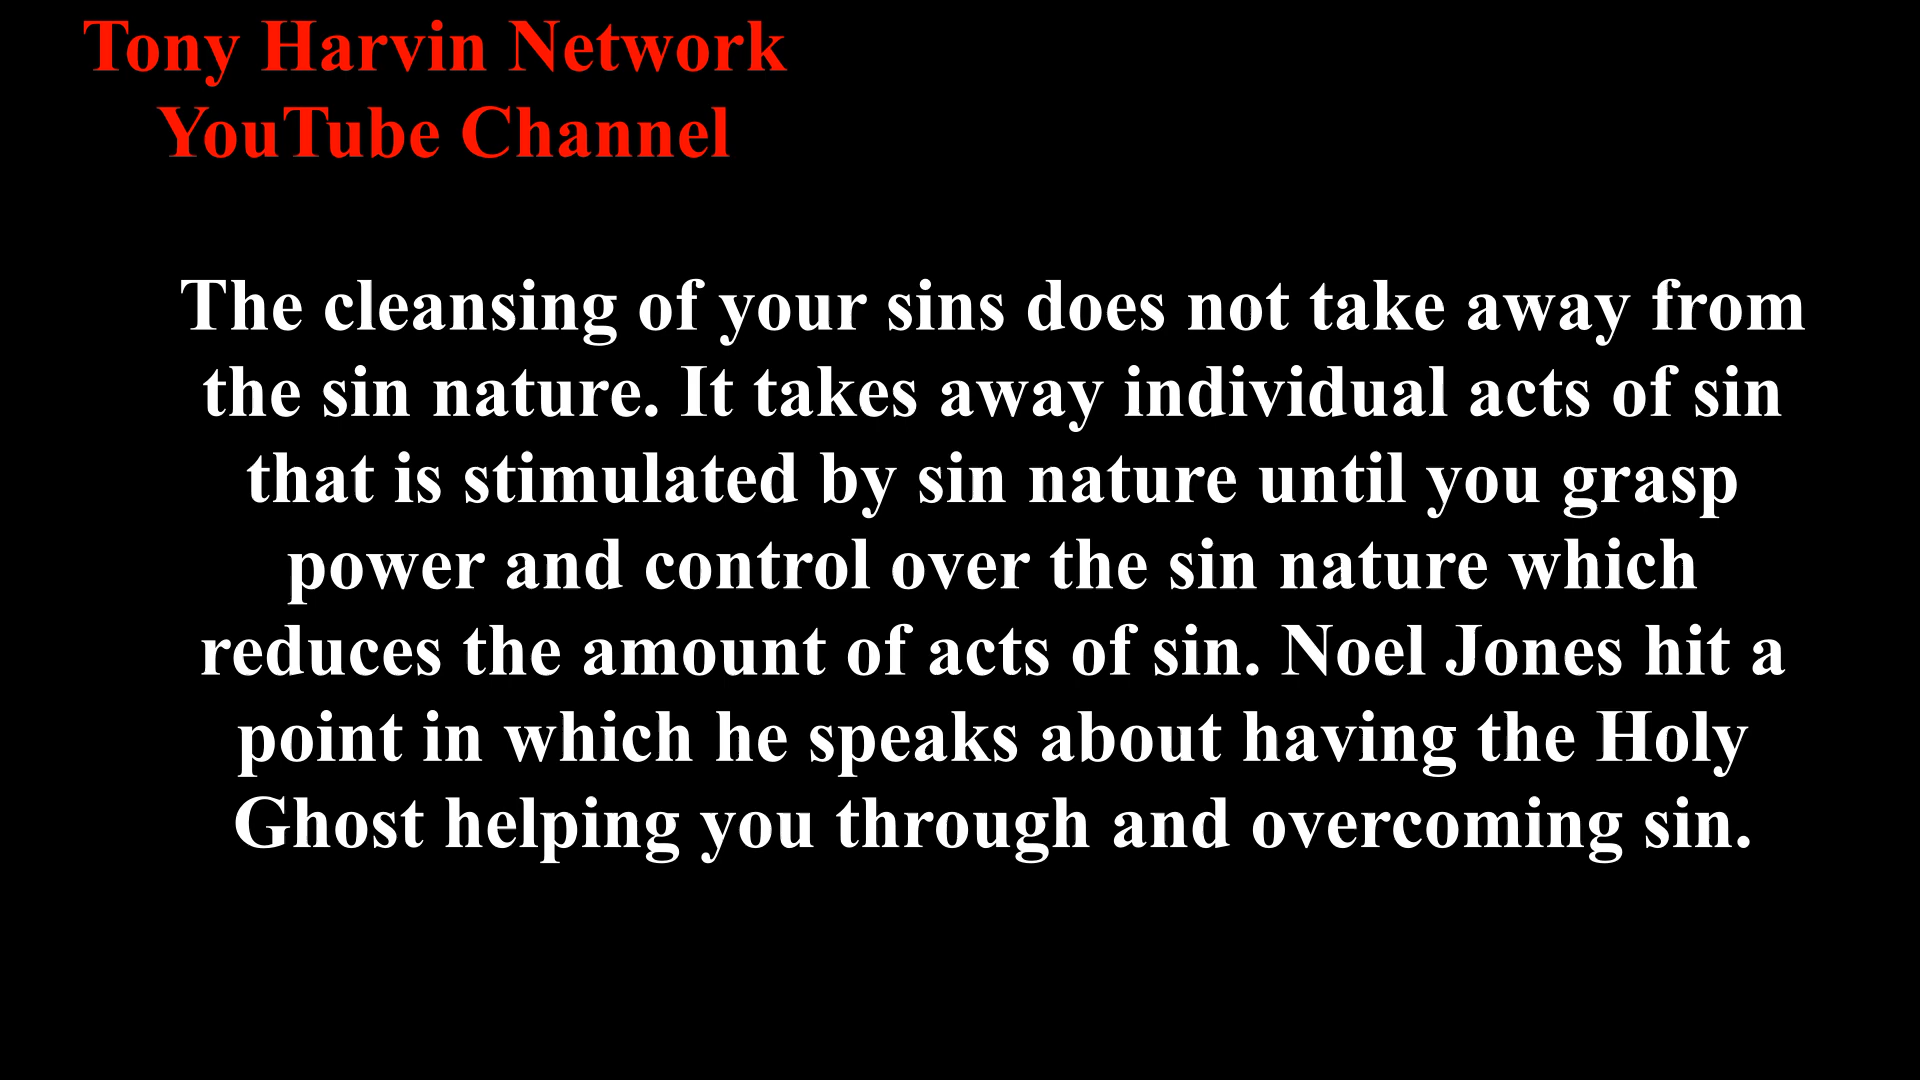 Tony Harvin Network
YouTube Channel
The cleansing of your sins does not take away from
the sin nature. It takes away individual acts of sin
that is stimulated by sin nature until you grasp
power and control over the sin nature which
reduces the amount of acts of sin. Noel Jones hit a
point in which he speaks about having the Holy
Ghost helping you through and overcoming sin.